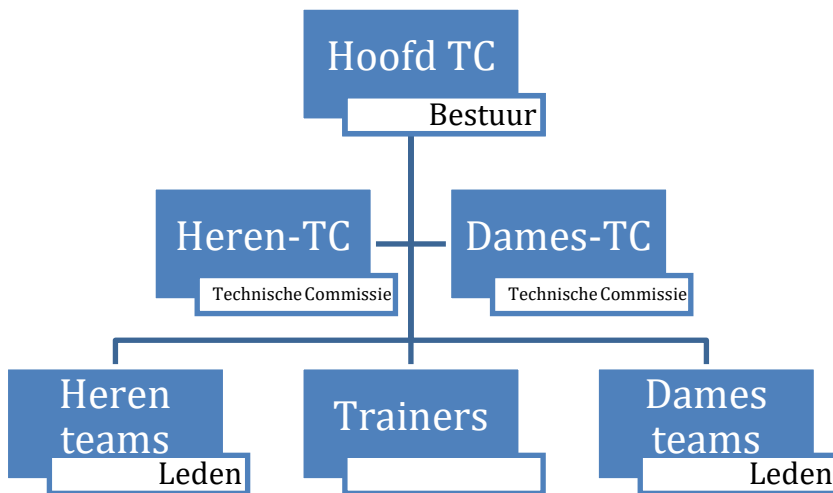 Hoofd TC
Bestuur
Heren-TC
Technische Commissie
Dames-TC
Technische Commissie
Heren
teams
Leden
Trainers
Dames
teams
Leden